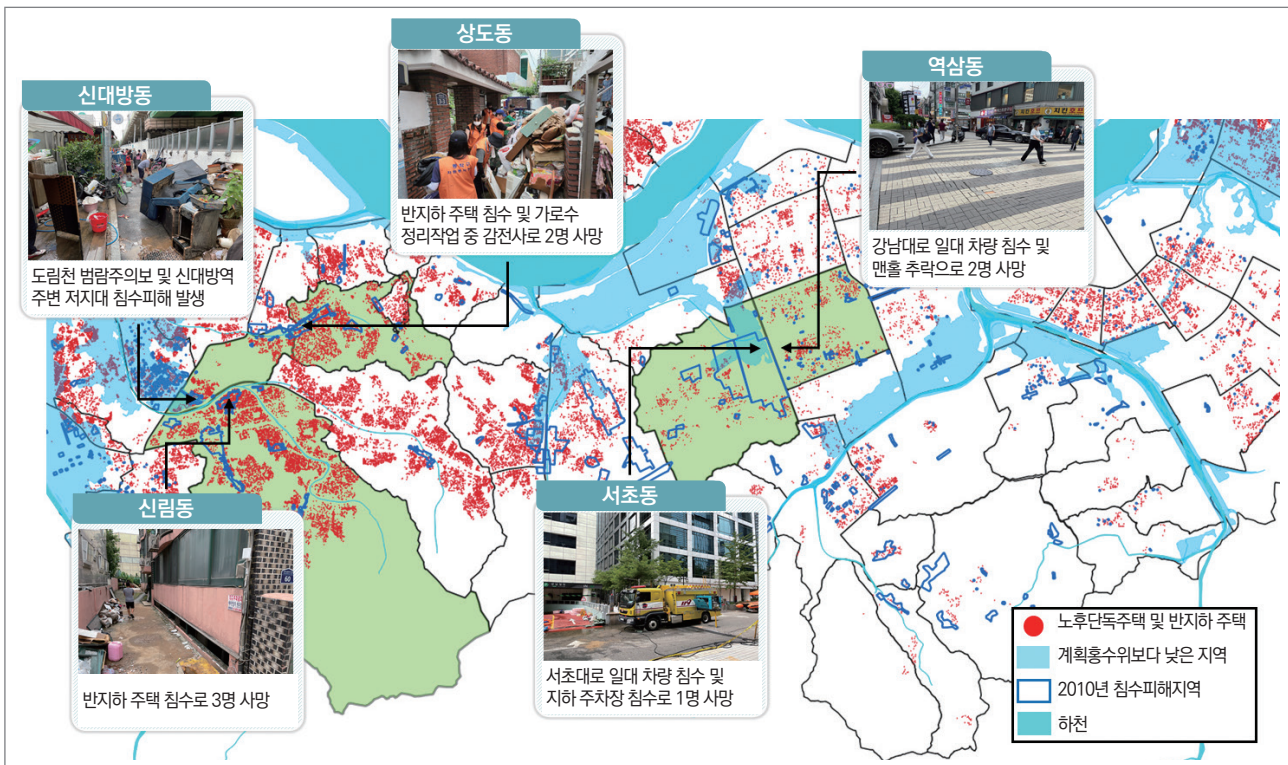 상도동
반지하 주택 침수 및 가로수
정리작업 중 감전사로 2명 사망
역삼동
치킨호프
강남대로 일대 차량 침수 및
맨홀 추락으로 2명 사망
신대방동
도림천 범람주의보 및 신대방역
주변 저지대 침수피해 발생
신림동
60
반지하 주택 침수로 3명 사망
서초동
서초대로 일대 차량 침수 및
지하 주차장 침수로 1명 사망
노후단독주택 및 반지하 주택
계획홍수위보다 낮은 지역
2010년 침수피해지역
하천